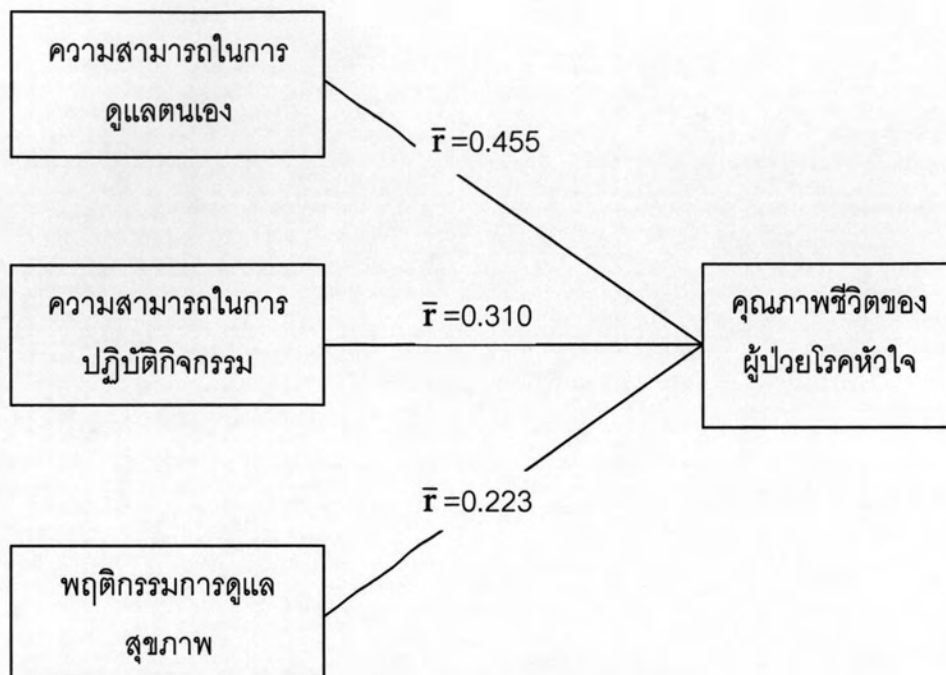 ความสามารถในการ
ดูแลตนเอง
r̄=0.455
ความสามารถในการ
ปฏิบัติกิจกรรม
r̄=0.310
คุณภาพชีวิตของ
ผู้ป่วยโรคหัวใจ
r̄=0.223
พฤติกรรมการดูแล
สุขภาพ